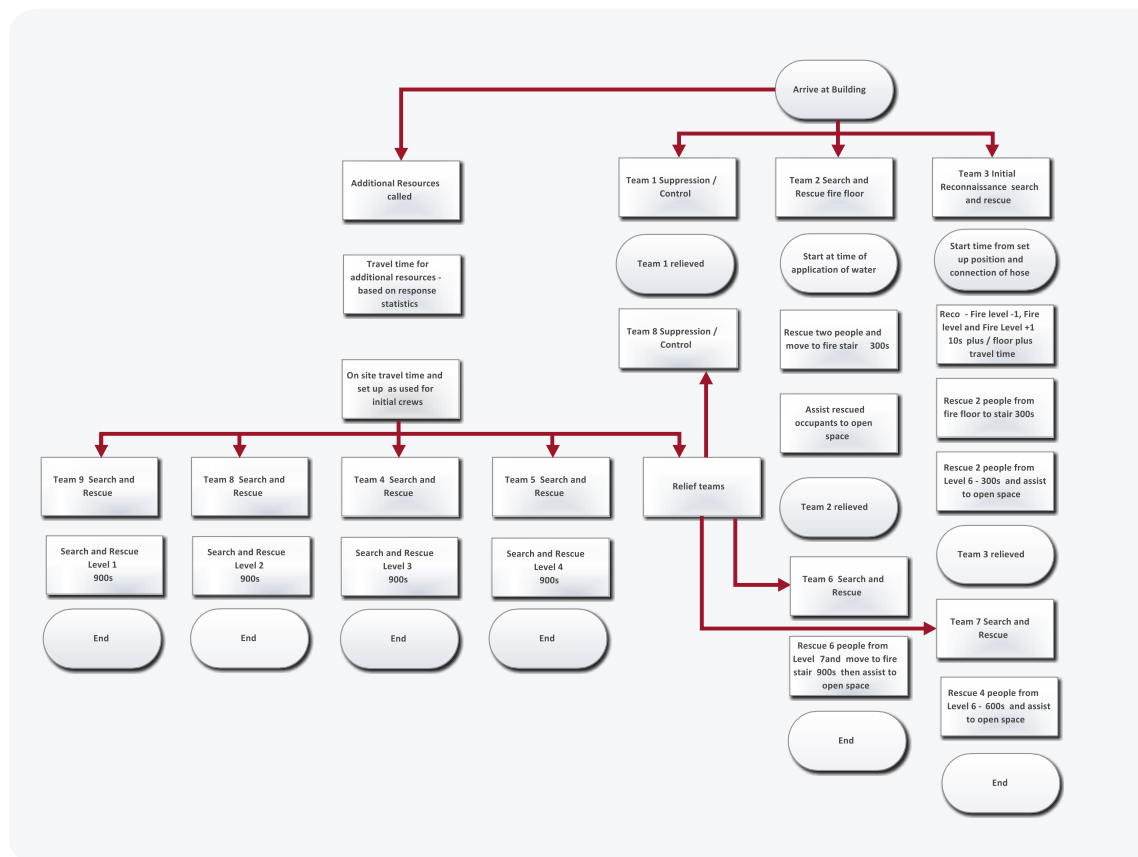 Arrive at Building
Additional Resources
called
Team 1 Suppression /
Control
Team 2 Search and
Rescue fire floor
Team 3 Initial
Reconnaissance search
and rescue
Travel time for
additional resources -
based on response
statistics
Team 1 relieved
Start at time of
application of water
Start time from set
up position and
connection of hose
Team 8 Suppression /
Control
Rescue two people and
move to fire stair 300s
Reco - Fire level -1, Fire
level and Fire Level +1
10s plus / floor plus
travel time
On site travel time and
set up as used for
initial crews
Assist rescued
occupants to open
space
Rescue 2 people from
fire floor to stair 300s
Team 9 Search and
Rescue
Team 8 Search and
Rescue
Team 4 Search and
Rescue
Team 5 Search and
Rescue
Relief teams
Rescue 2 people from
Level 6 - 300s and assist
to open space
Team 2 relieved
Search and Rescue
Level 1
900s
Search and Rescue
Level 2
900s
Search and Rescue
Level 3
900s
Search and Rescue
Level 4
900s
Team 3 relieved
Team 6 Search and
Rescue
End
End
End
End
Team 7 Search and
Rescue
Rescue 6 people from
Level 7and move to fire
stair 900s then assist to
open space
Rescue 4 people from
Level 6 - 600s and assist
to open space
End
End